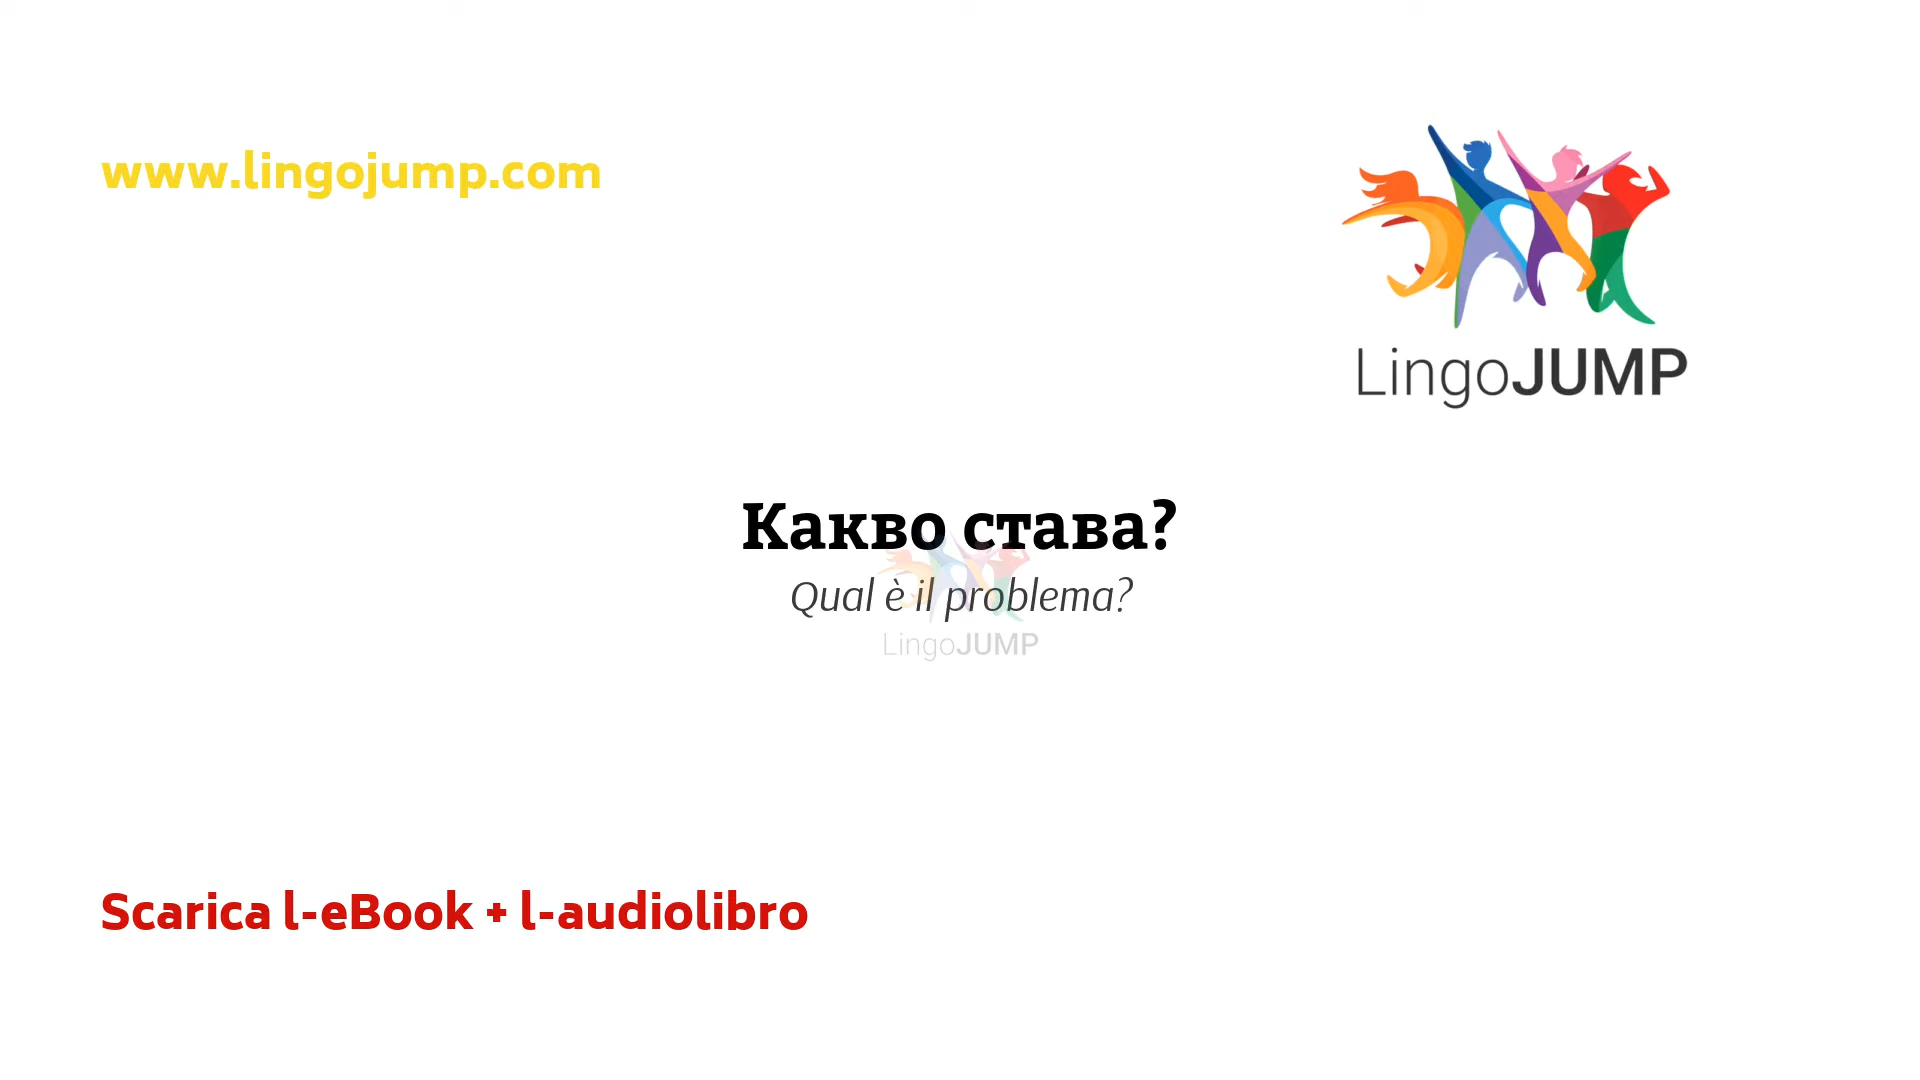 www.lingojump.com
LingoJUMP
Какво става?
Qual è il problema?
LingoJUMP
Scarica l-eBook + l-audiolibro